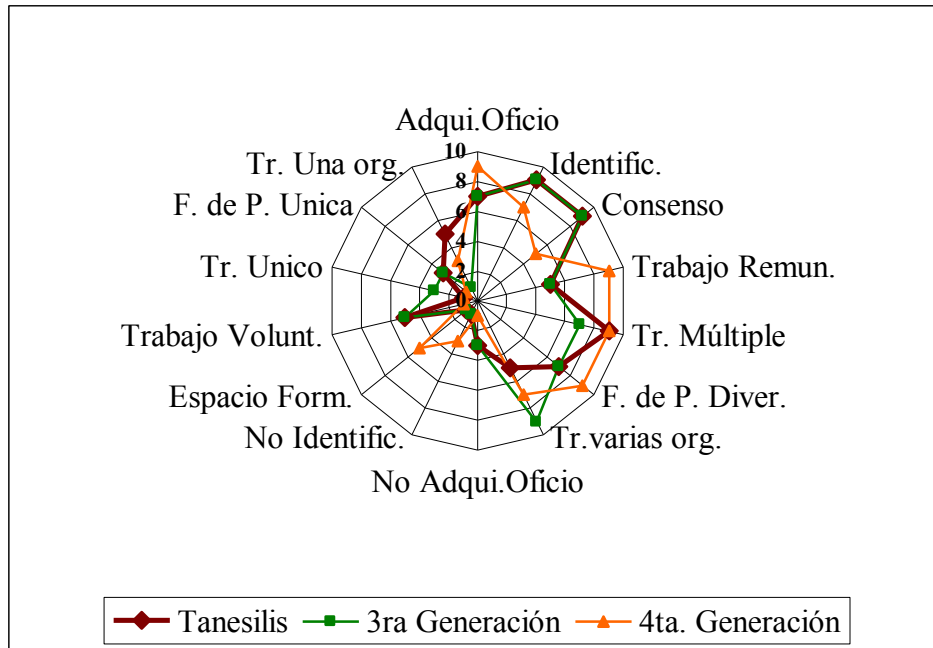 Adqui.Oficio
Tr. Una org.
Identific.
F. de P. Unica
Consenso
Tr. Unico
Trabajo Remun.
Trabajo Volunt.
Tr. Múltiple
Espacio Form.
F. de P. Diver.
No Identific.
Tr.varias org.
No Adqui.Oficio
10
8
6
4
2
0
Tanesilis
3ra Generación
4ta. Generación